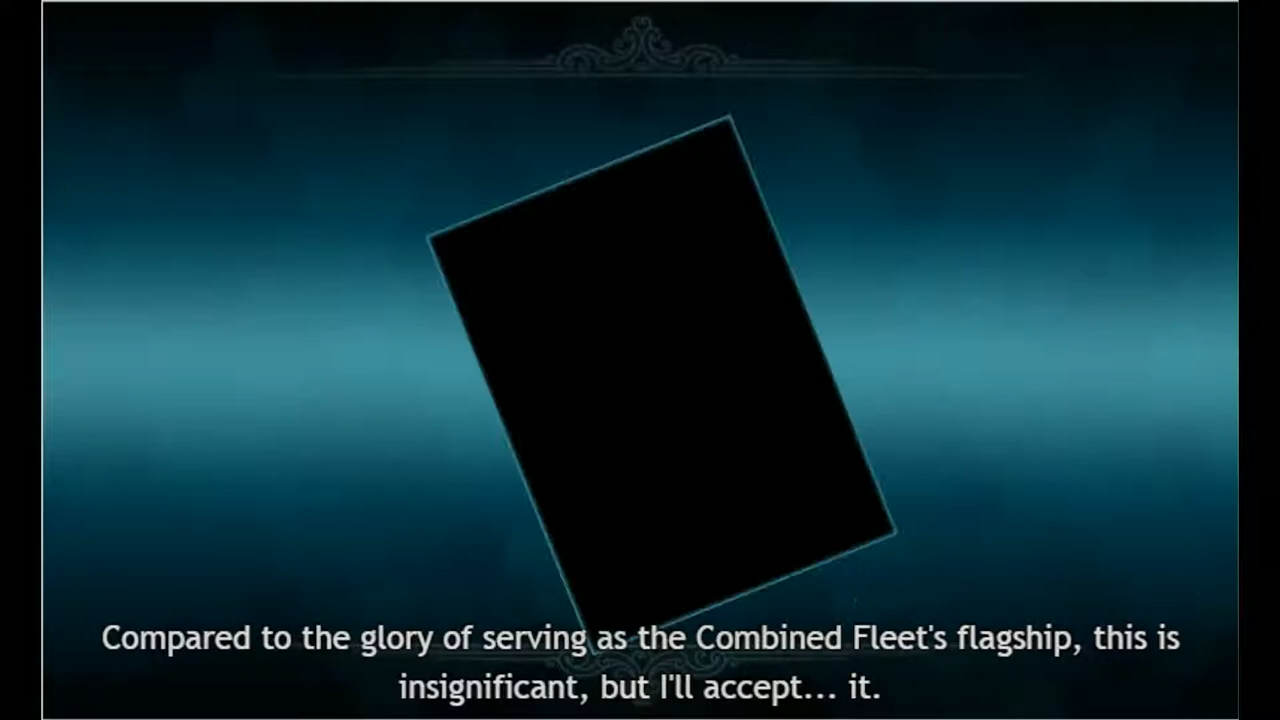 Compared to the glory of serving as the Combined Fleet's flagship, this is
insignificant, but I'll accept... it.